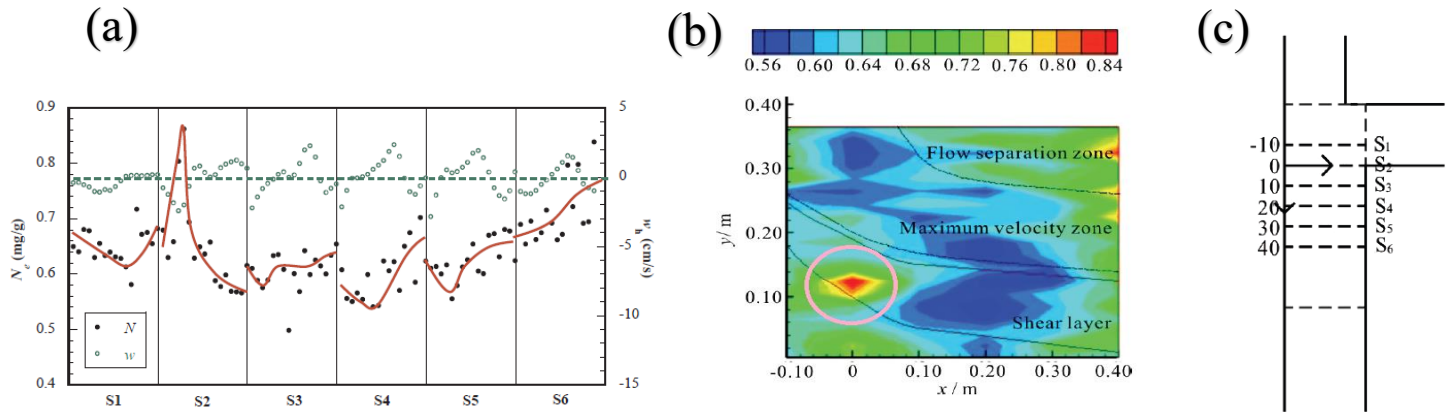 (a)
0.9
0.8
0.7
0.6
0.5
0.4
N_e (mg/g)
N
w
5
0
-5
-10
-15
w_h (cm/s)
S1 S2 S3 S4 S5 S6
(b)
0.56 0.60 0.64 0.68 0.72 0.76 0.80 0.84
0.40
0.30
0.20
0.10
y/ m
Flow separation zone
Maximum velocity zone
Shear layer
-0.10 0 0.10 0.20 0.30 0.40
x / m
(c)
-10 S1
0 S2
10 S3
20 S4
30 S5
40 S6